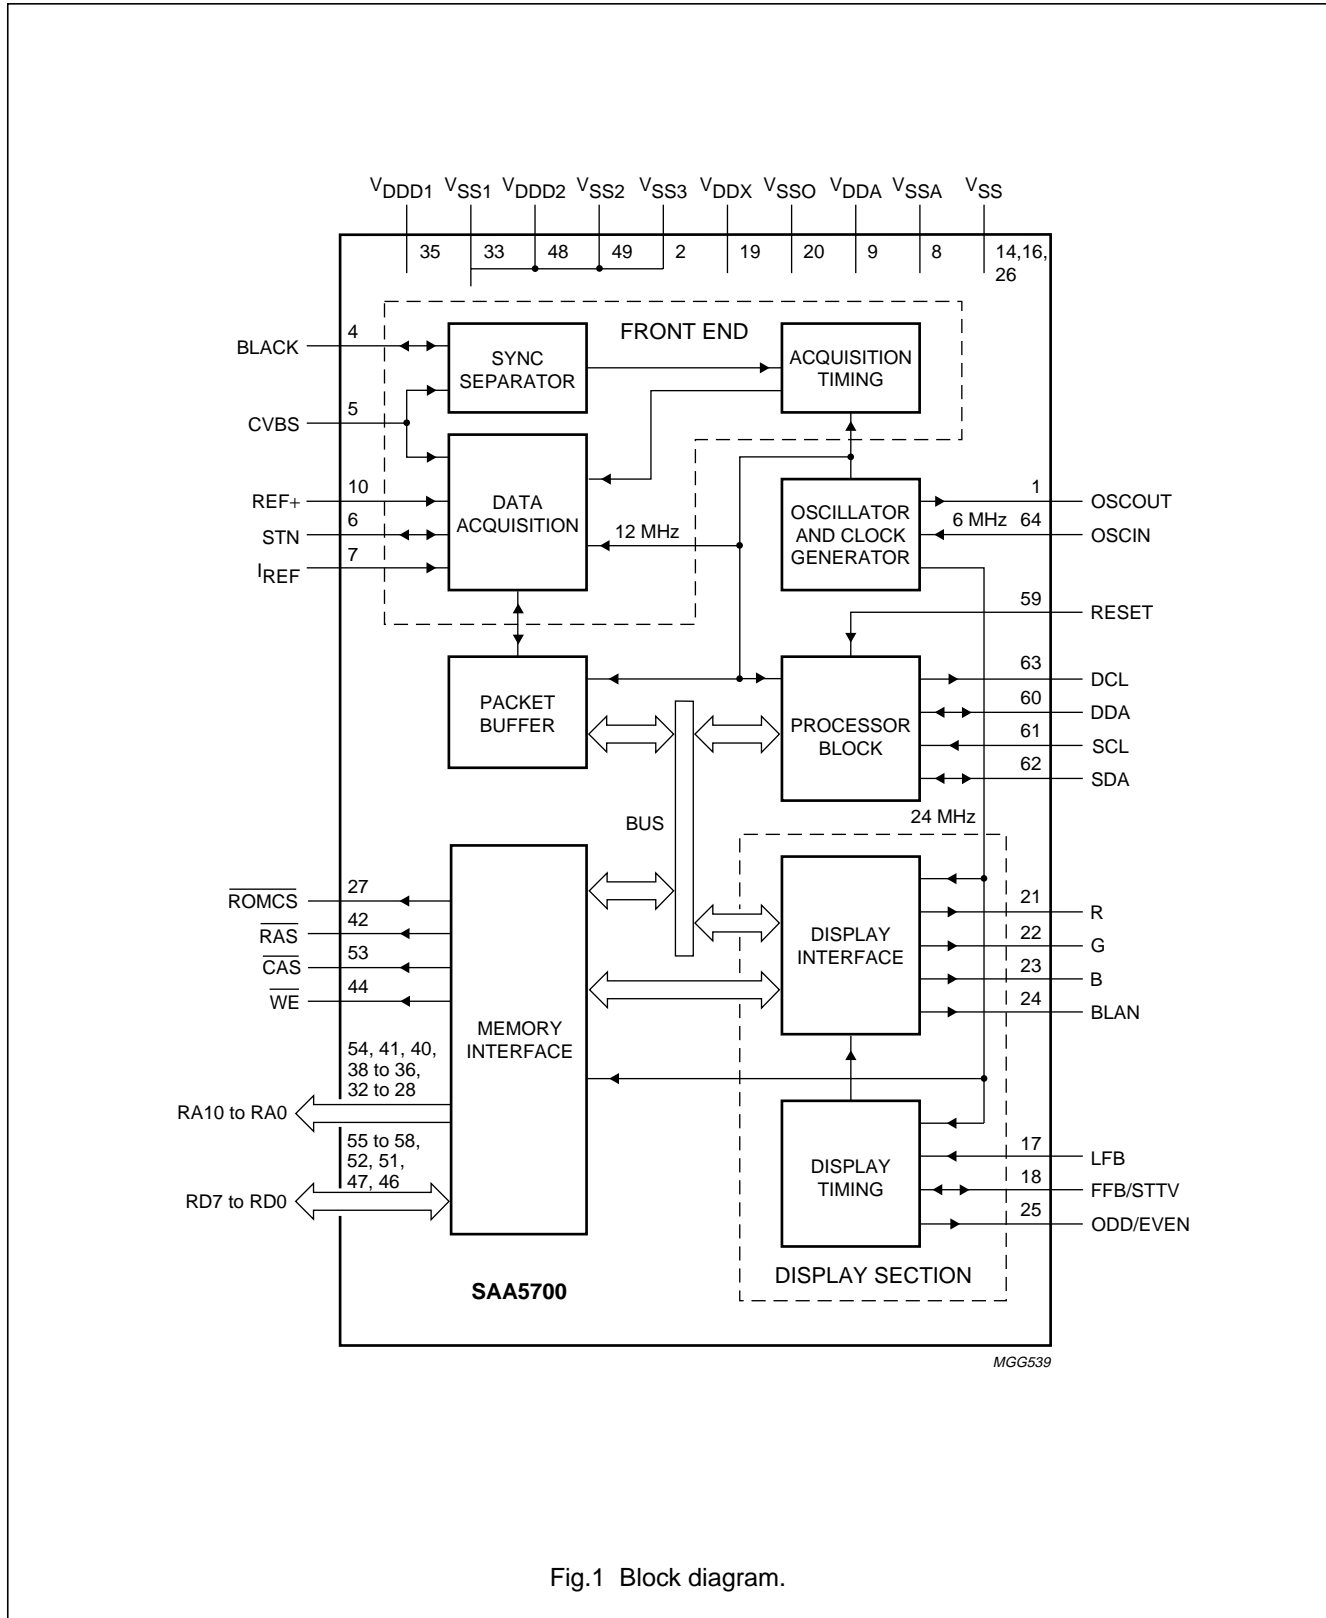 VDDD1 VSS1 VDDD2 VSS2 VSS3 VDDX VSSO VDDA VSSA VSS
35 33 48 49 2 19 20 9 8 14,16,
26
FRONT END
BLACK 4
SYNC
SEPARATOR
ACQUISITION
TIMING
CVBS 5
REF+ 10
STN 6
IREF 7
DATA
ACQUISITION
12 MHz
OSCILLATOR
AND CLOCK
GENERATOR
1 OSCOUT
6 MHz 64 OSCIN
59 RESET
PACKET
BUFFER
PROCESSOR
BLOCK
63 DCL
60 DDA
61 SCL
62 SDA
24 MHz
BUS
ROMCS 27
RAS 42
CAS 53
WE 44
MEMORY
INTERFACE
DISPLAY
INTERFACE
21 R
22 G
23 B
24 BLAN
54, 41, 40,
38 to 36,
32 to 28
RA10 to RA0
55 to 58,
52, 51,
47, 46
RD7 to RD0
DISPLAY
TIMING
17 LFB
18 FFB/STTV
25 ODD/EVEN
DISPLAY SECTION
SAA5700
MGG539
Fig.1 Block diagram.